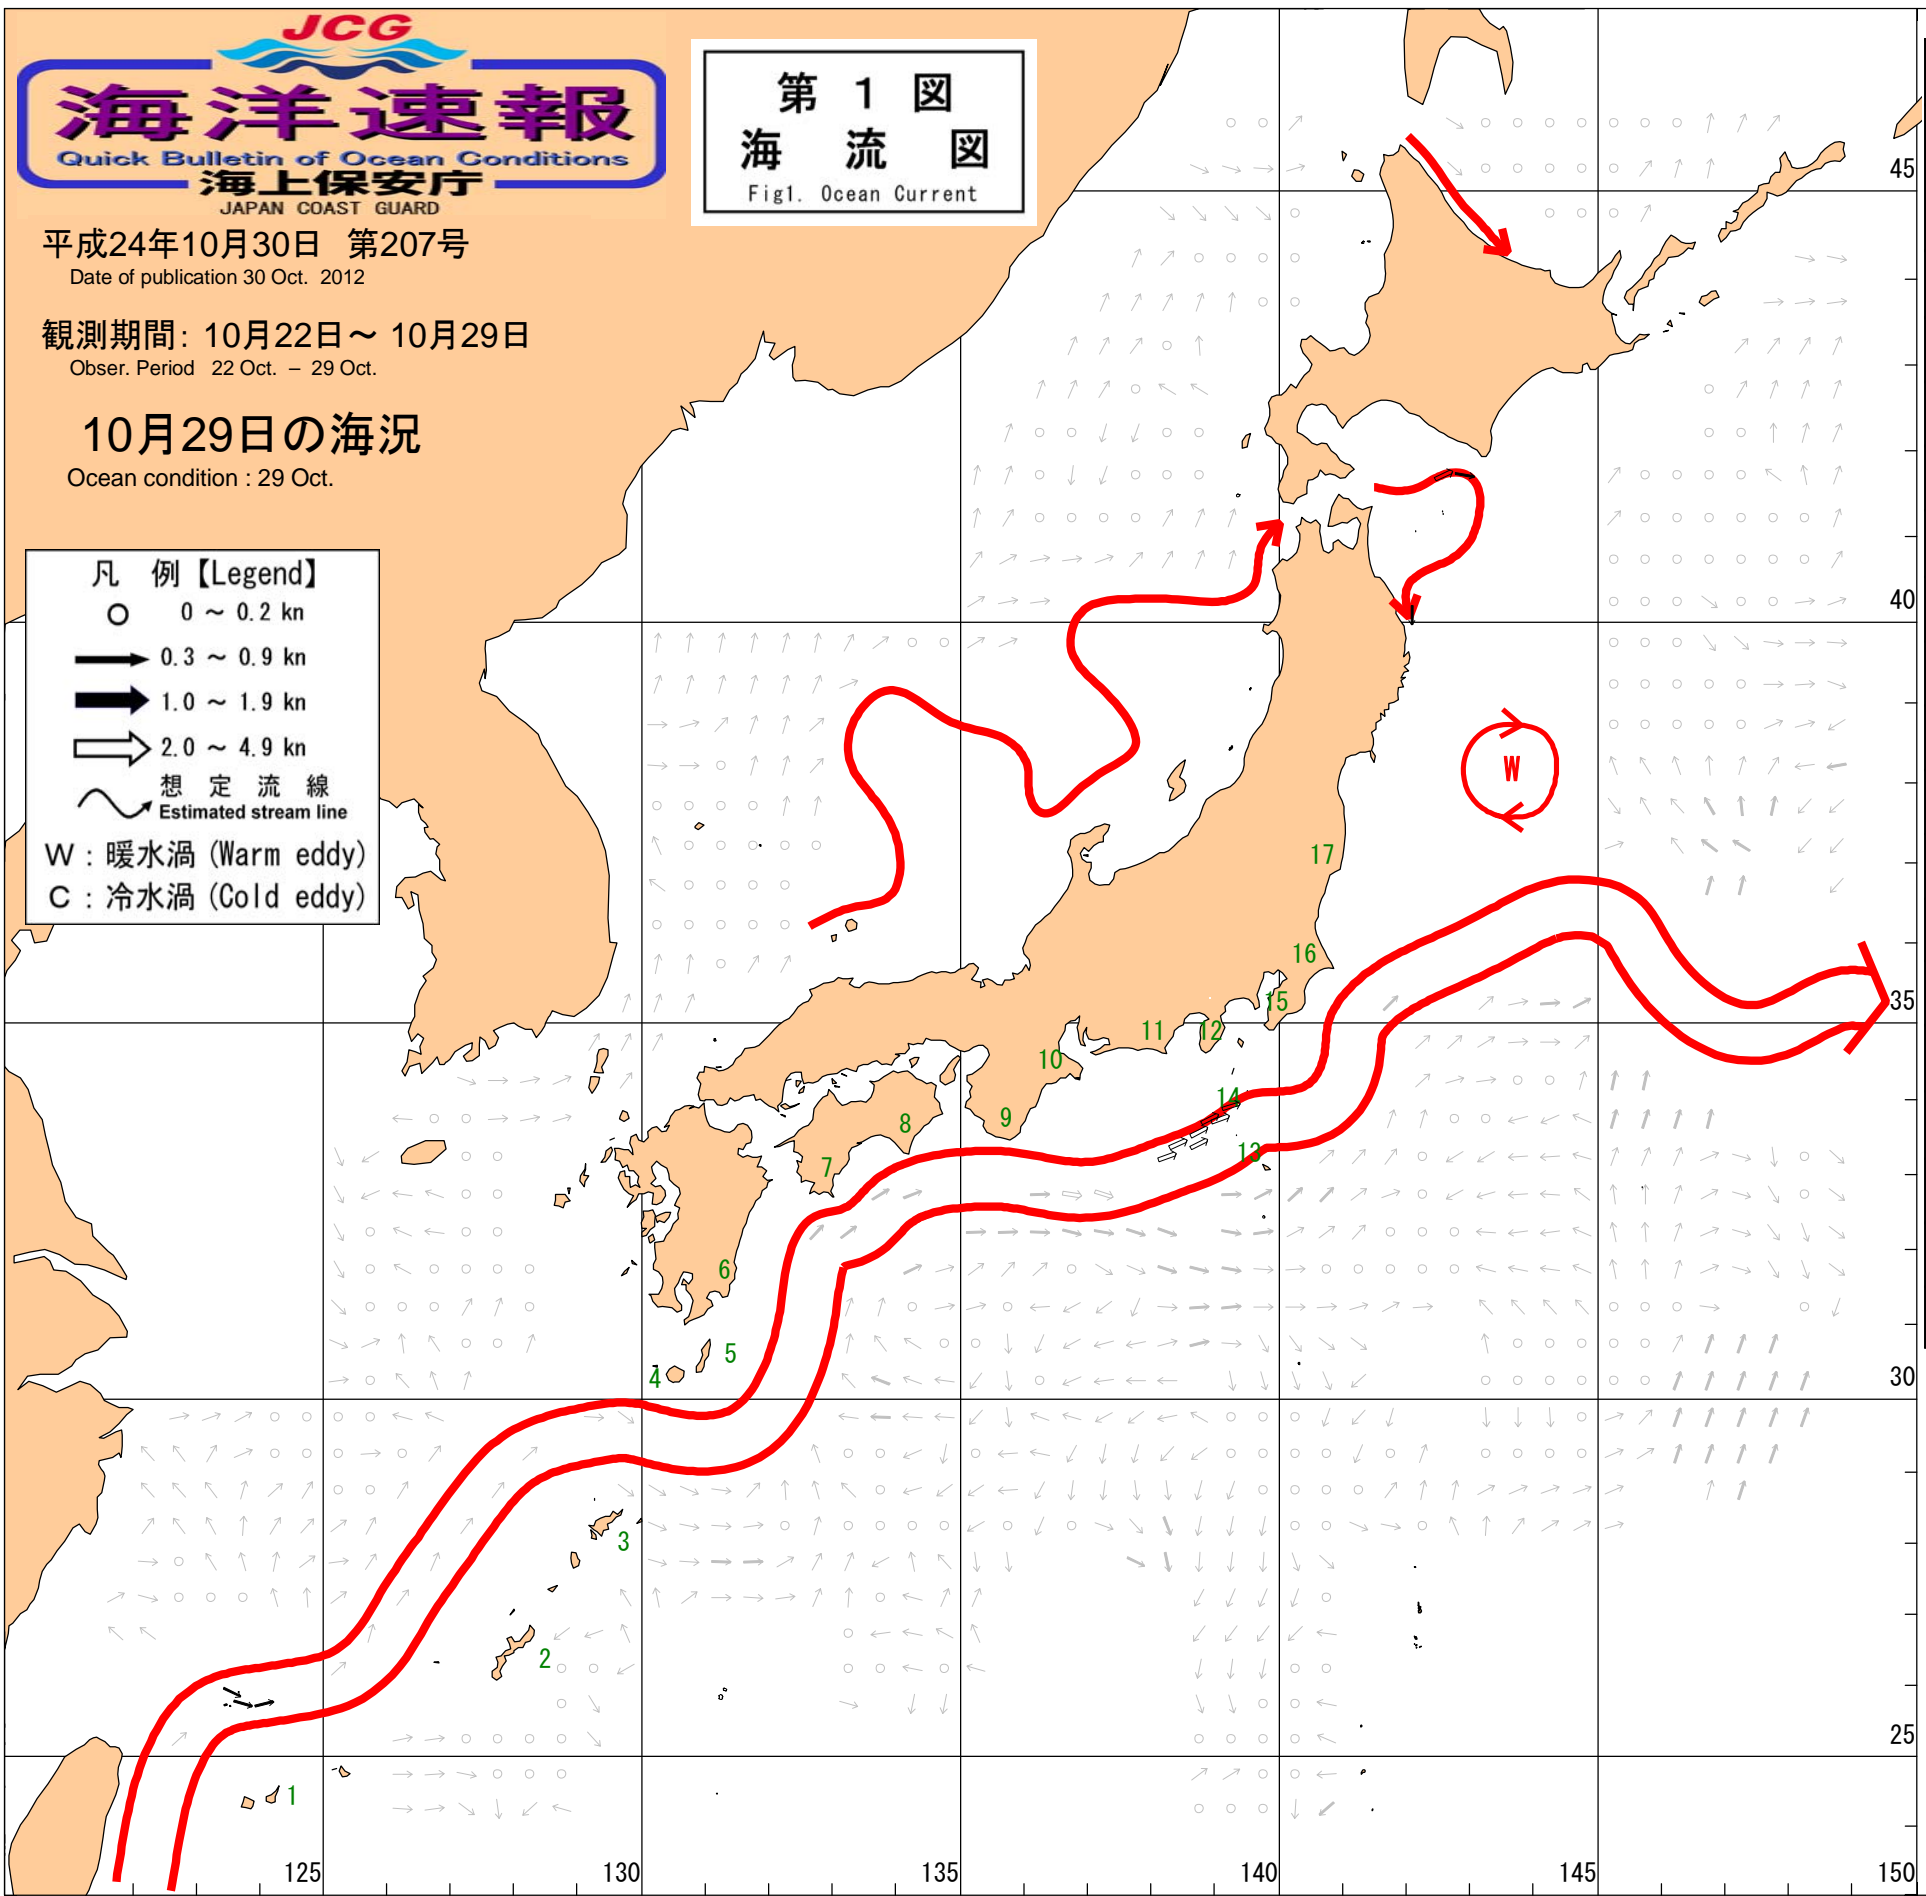 JCG
海洋速報
Quick Bulletin of Ocean Conditions
海上保安庁
JAPAN COAST GUARD
第 1 図
海 流 図
Fig1. Ocean Current
平成24年10月30日 第207号
Date of publication 30 Oct. 2012
観測期間: 10月22日～ 10月29日
Obser. Period 22 Oct. – 29 Oct.
10月29日の海況
Ocean condition : 29 Oct.
凡 例【Legend】
0 ～ 0.2 kn
0.3 ～ 0.9 kn
1.0 ～ 1.9 kn
2.0 ～ 4.9 kn
想 定 流 線
Estimated stream line
W : 暖水渦 (Warm eddy)
C : 冷水渦 (Cold eddy)
45
40
W
17
16
35
15
12
11
10
14
9
8
13
7
6
5
4
30
3
2
25
1
125
130
135
140
145
150